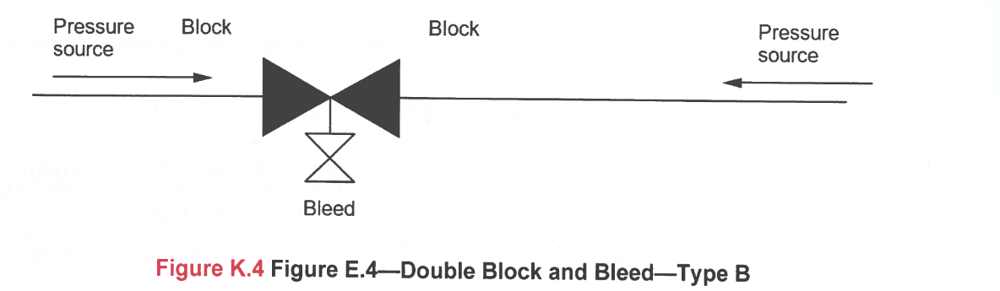 Pressure
source
Block
Block
Pressure
source
Bleed
Figure K.4 Figure E.4—Double Block and Bleed—Type B